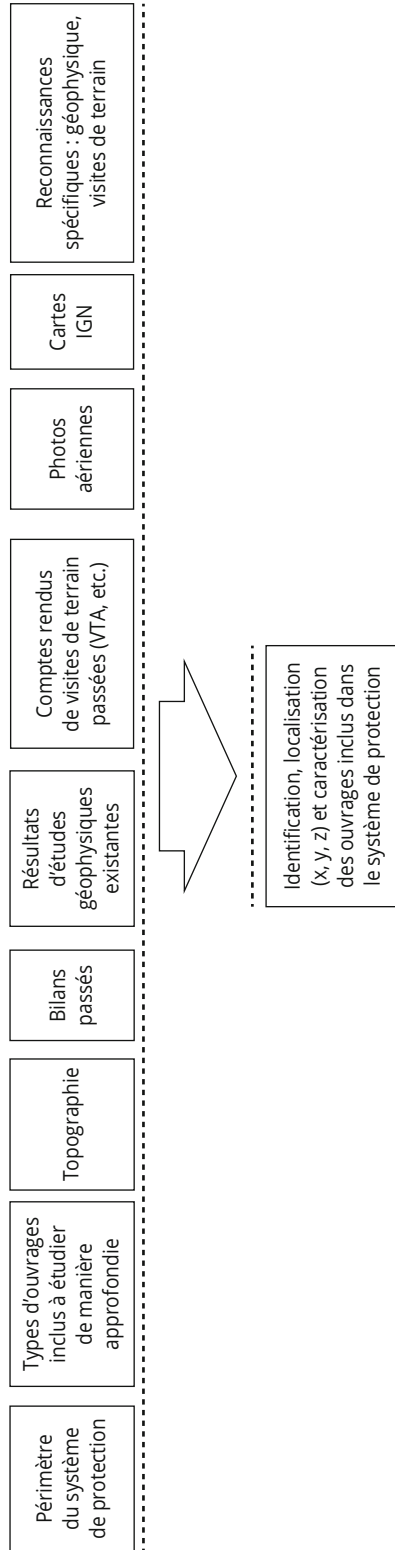 Périmètre
du système
de protection
Types d'ouvrages
inclus à étudier
de manière
approfondie
Topographie
Bilans
passés
Résultats
d'études
géophysiques
existantes
Comptes rendus
de visites de terrain
passées (VTA, etc.)
Photos
aériennes
Cartes
IGN
Reconnaissances
spécifiques : géophysique,
visites de terrain
Identification, localisation
(x, y, z) et caractérisation
des ouvrages inclus dans
le système de protection